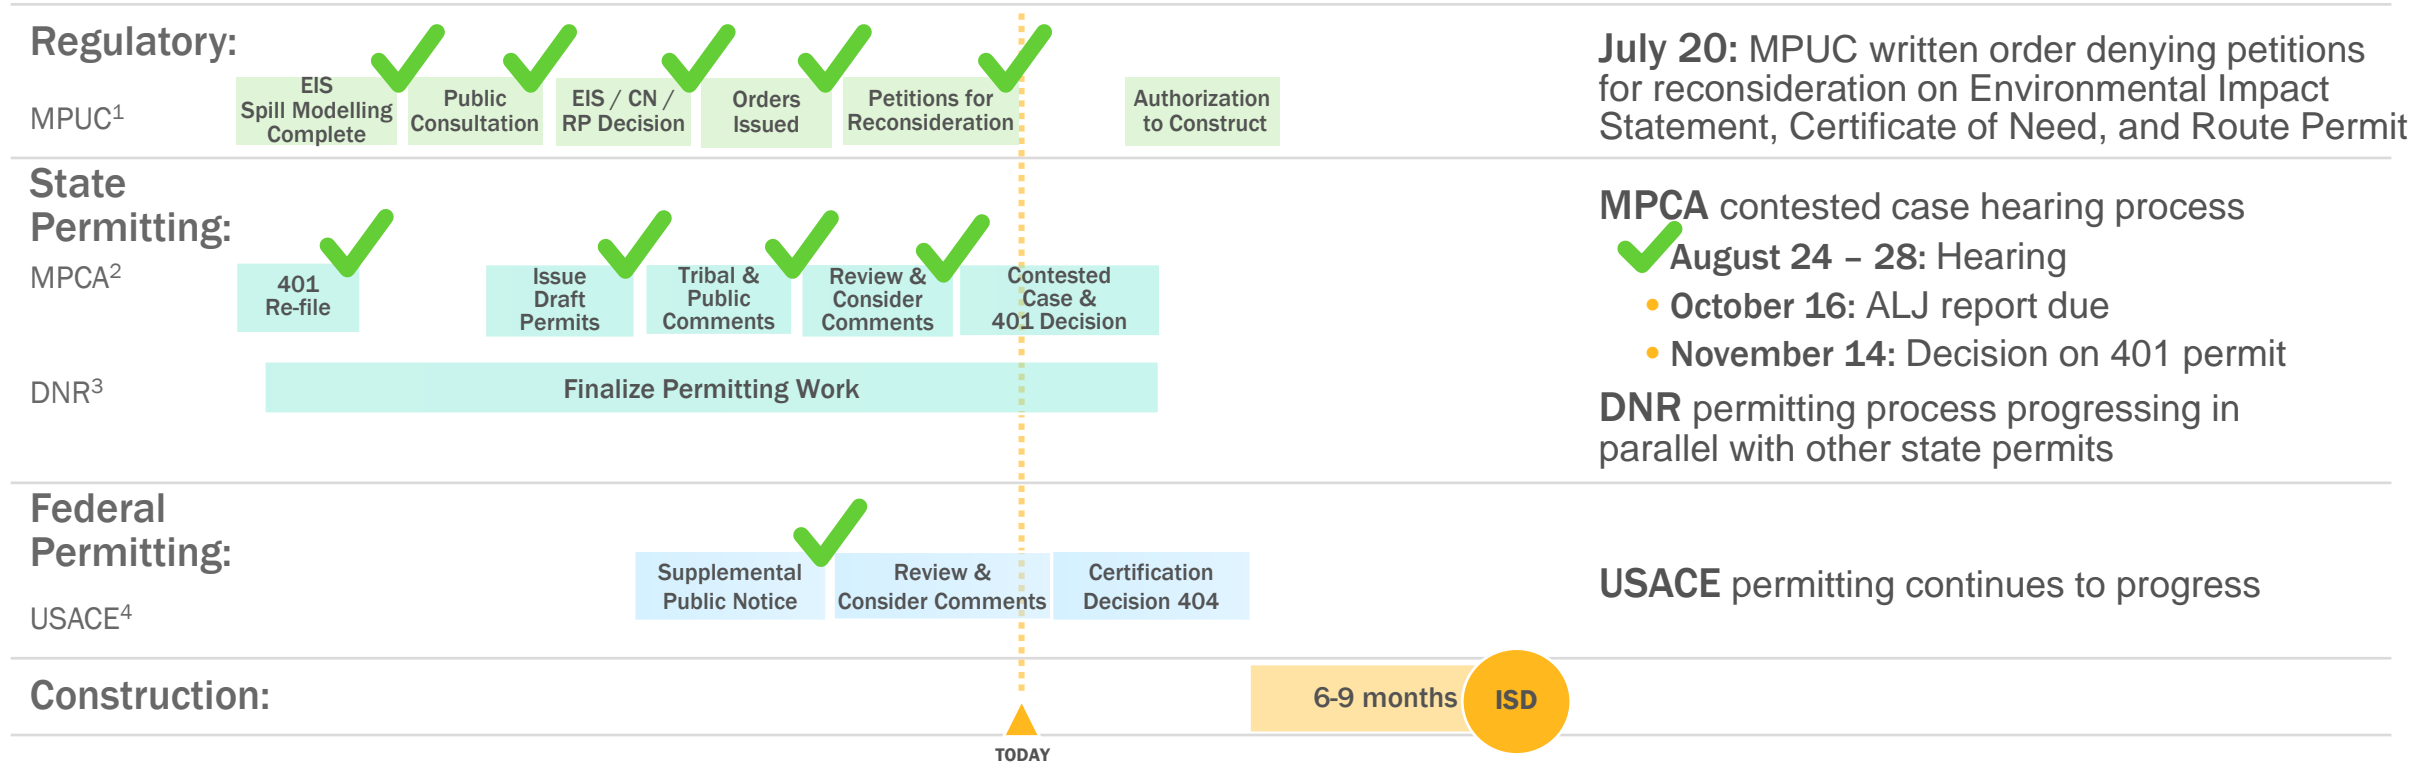 Regulatory:
MPUC1
EIS
Spill Modelling
Complete
Public
Consultation
EIS / CN /
RP Decision
Orders
Issued
Petitions for
Reconsideration
Authorization
to Construct
July 20: MPUC written order denying petitions
for reconsideration on Environmental Impact
Statement, Certificate of Need, and Route Permit
State
Permitting:
MPCA2
401
Re-file
Issue
Draft
Permits
Tribal &
Public
Comments
Review &
Consider
Comments
Contested
Case &
401 Decision
DNR3
Finalize Permitting Work
MPCA contested case hearing process
August 24 – 28: Hearing
• October 16: ALJ report due
• November 14: Decision on 401 permit
DNR permitting process progressing in
parallel with other state permits
Federal
Permitting:
USACE4
Supplemental
Public Notice
Review &
Consider Comments
Certification
Decision 404
USACE permitting continues to progress
Construction:
6-9 months
ISD
TODAY